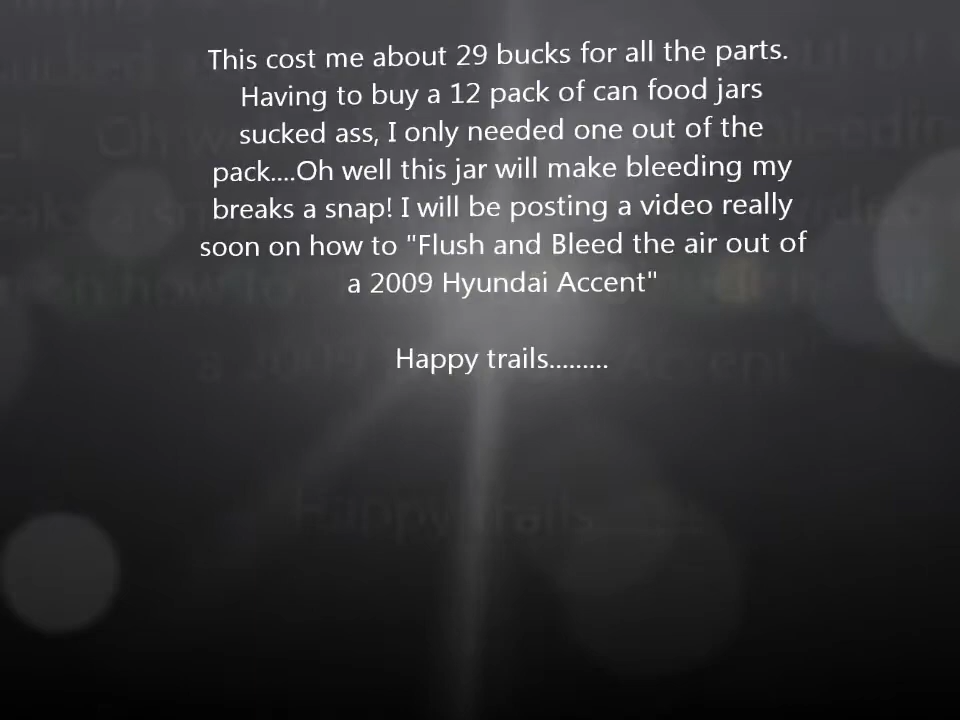 This cost me about 29 bucks for all the parts.
Having to buy a 12 pack of can food jars
sucked ass, I only needed one out of the
pack....Oh well this jar will make bleeding my
breaks a snap! I will be posting a video really
soon on how to "Flush and Bleed the air out of
a 2009 Hyundai Accent"
Happy trails.........